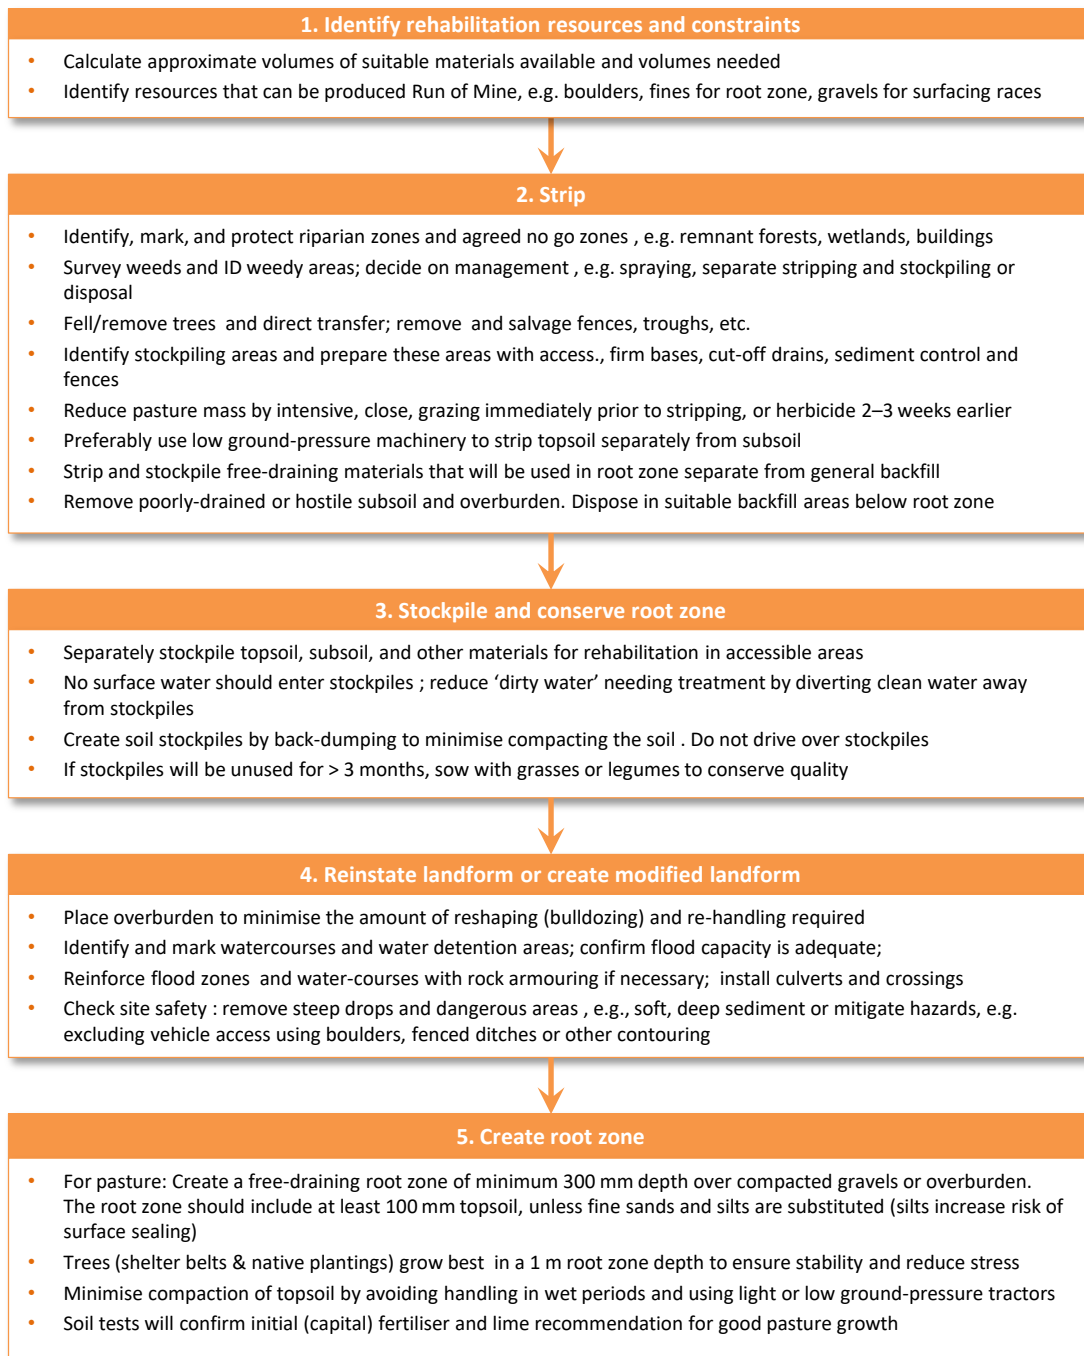 1. Identify rehabilitation resources and constraints
• Calculate approximate volumes of suitable materials available and volumes needed
• Identify resources that can be produced Run of Mine, e.g. boulders, fines for root zone, gravels for surfacing races
2. Strip
• Identify, mark, and protect riparian zones and agreed no go zones , e.g. remnant forests, wetlands, buildings
• Survey weeds and ID weedy areas; decide on management , e.g. spraying, separate stripping and stockpiling or
disposal
• Fell/remove trees and direct transfer; remove and salvage fences, troughs, etc.
• Identify stockpiling areas and prepare these areas with access., firm bases, cut-off drains, sediment control and
fences
• Reduce pasture mass by intensive, close, grazing immediately prior to stripping, or herbicide 2–3 weeks earlier
• Preferably use low ground-pressure machinery to strip topsoil separately from subsoil
• Strip and stockpile free-draining materials that will be used in root zone separate from general backfill
• Remove poorly-drained or hostile subsoil and overburden. Dispose in suitable backfill areas below root zone
3. Stockpile and conserve root zone
• Separately stockpile topsoil, subsoil, and other materials for rehabilitation in accessible areas
• No surface water should enter stockpiles ; reduce ‘dirty water’ needing treatment by diverting clean water away
from stockpiles
• Create soil stockpiles by back-dumping to minimise compacting the soil . Do not drive over stockpiles
• If stockpiles will be unused for > 3 months, sow with grasses or legumes to conserve quality
4. Reinstate landform or create modified landform
• Place overburden to minimise the amount of reshaping (bulldozing) and re-handling required
• Identify and mark watercourses and water detention areas; confirm flood capacity is adequate;
• Reinforce flood zones and water-courses with rock armouring if necessary; install culverts and crossings
• Check site safety : remove steep drops and dangerous areas , e.g., soft, deep sediment or mitigate hazards, e.g.
excluding vehicle access using boulders, fenced ditches or other contouring
5. Create root zone
• For pasture: Create a free-draining root zone of minimum 300 mm depth over compacted gravels or overburden.
The root zone should include at least 100 mm topsoil, unless fine sands and silts are substituted (silts increase risk of
surface sealing)
• Trees (shelter belts & native plantings) grow best in a 1 m root zone depth to ensure stability and reduce stress
• Minimise compaction of topsoil by avoiding handling in wet periods and using light or low ground-pressure tractors
• Soil tests will confirm initial (capital) fertiliser and lime recommendation for good pasture growth